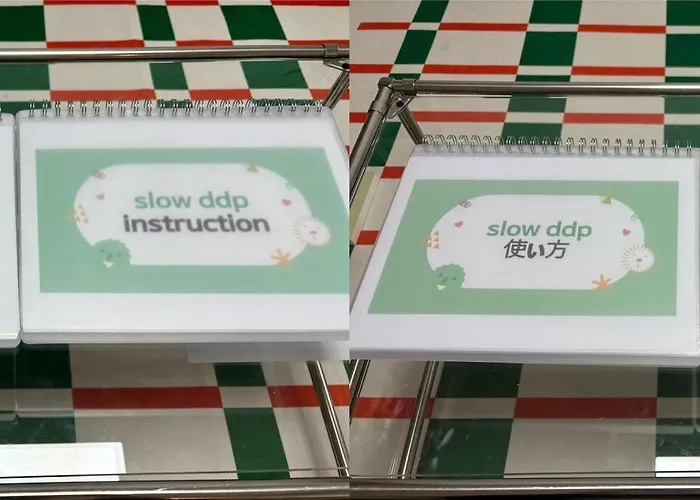 slow ddp
instruction
slow ddp
使い方